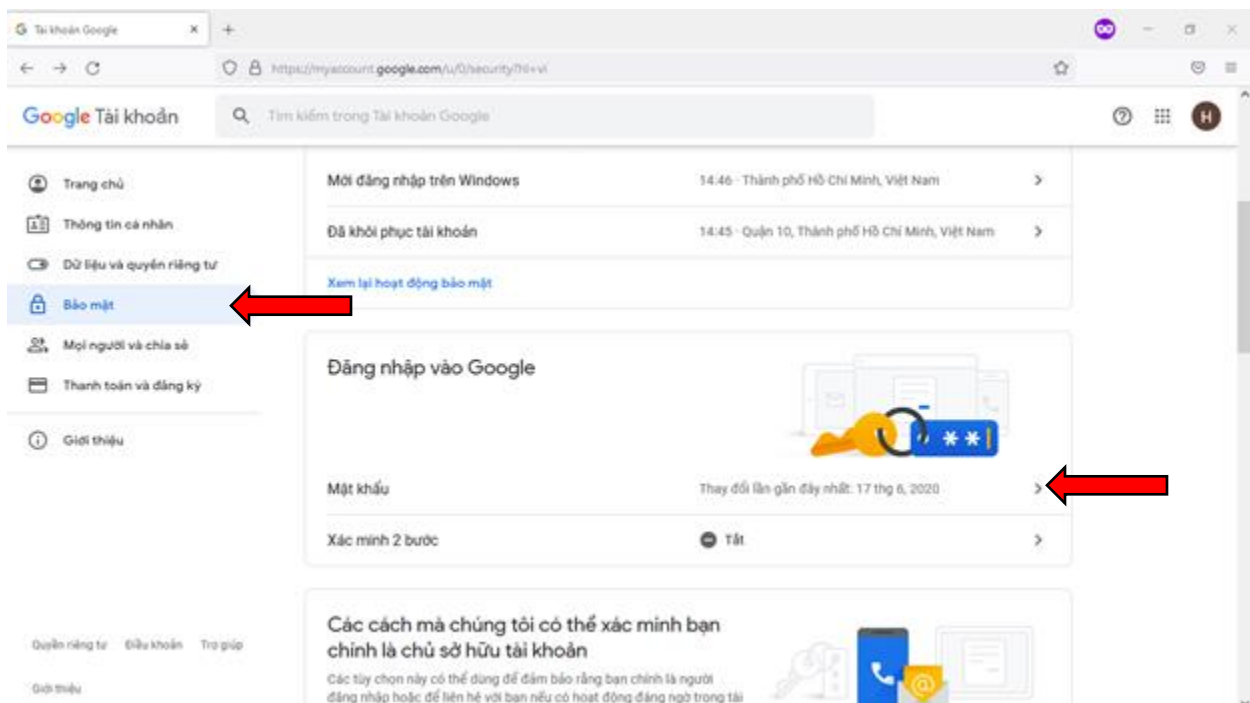 Tài khoản Google
https://myaccount.google.com/u/0/security?hl=vi
Google Tài khoản
Tìm kiếm trong Tài khoản Google
H
Trang chủ
Thông tin cá nhân
Dữ liệu và quyền riêng tư
Bảo mật
Mọi người và chia sẻ
Thanh toán và đăng ký
Giới thiệu
Mới đăng nhập trên Windows
14:46 · Thành phố Hồ Chí Minh, Việt Nam
Đã khôi phục tài khoản
14:45 · Quận 10, Thành phố Hồ Chí Minh, Việt Nam
Xem lại hoạt động bảo mật
Đăng nhập vào Google
**
Mật khẩu
Thay đổi lần gần đây nhất: 17 thg 6, 2020
Xác minh 2 bước
Tắt
Các cách mà chúng tôi có thể xác minh bạn
chính là chủ sở hữu tài khoản
Các tùy chọn này có thể dùng để đảm bảo rằng bạn chính là người
đăng nhập hoặc để liên hệ với bạn nếu có hoạt động đáng ngờ trong tài
@
Quyền riêng tư Điều khoản Trợ giúp
Giới thiệu